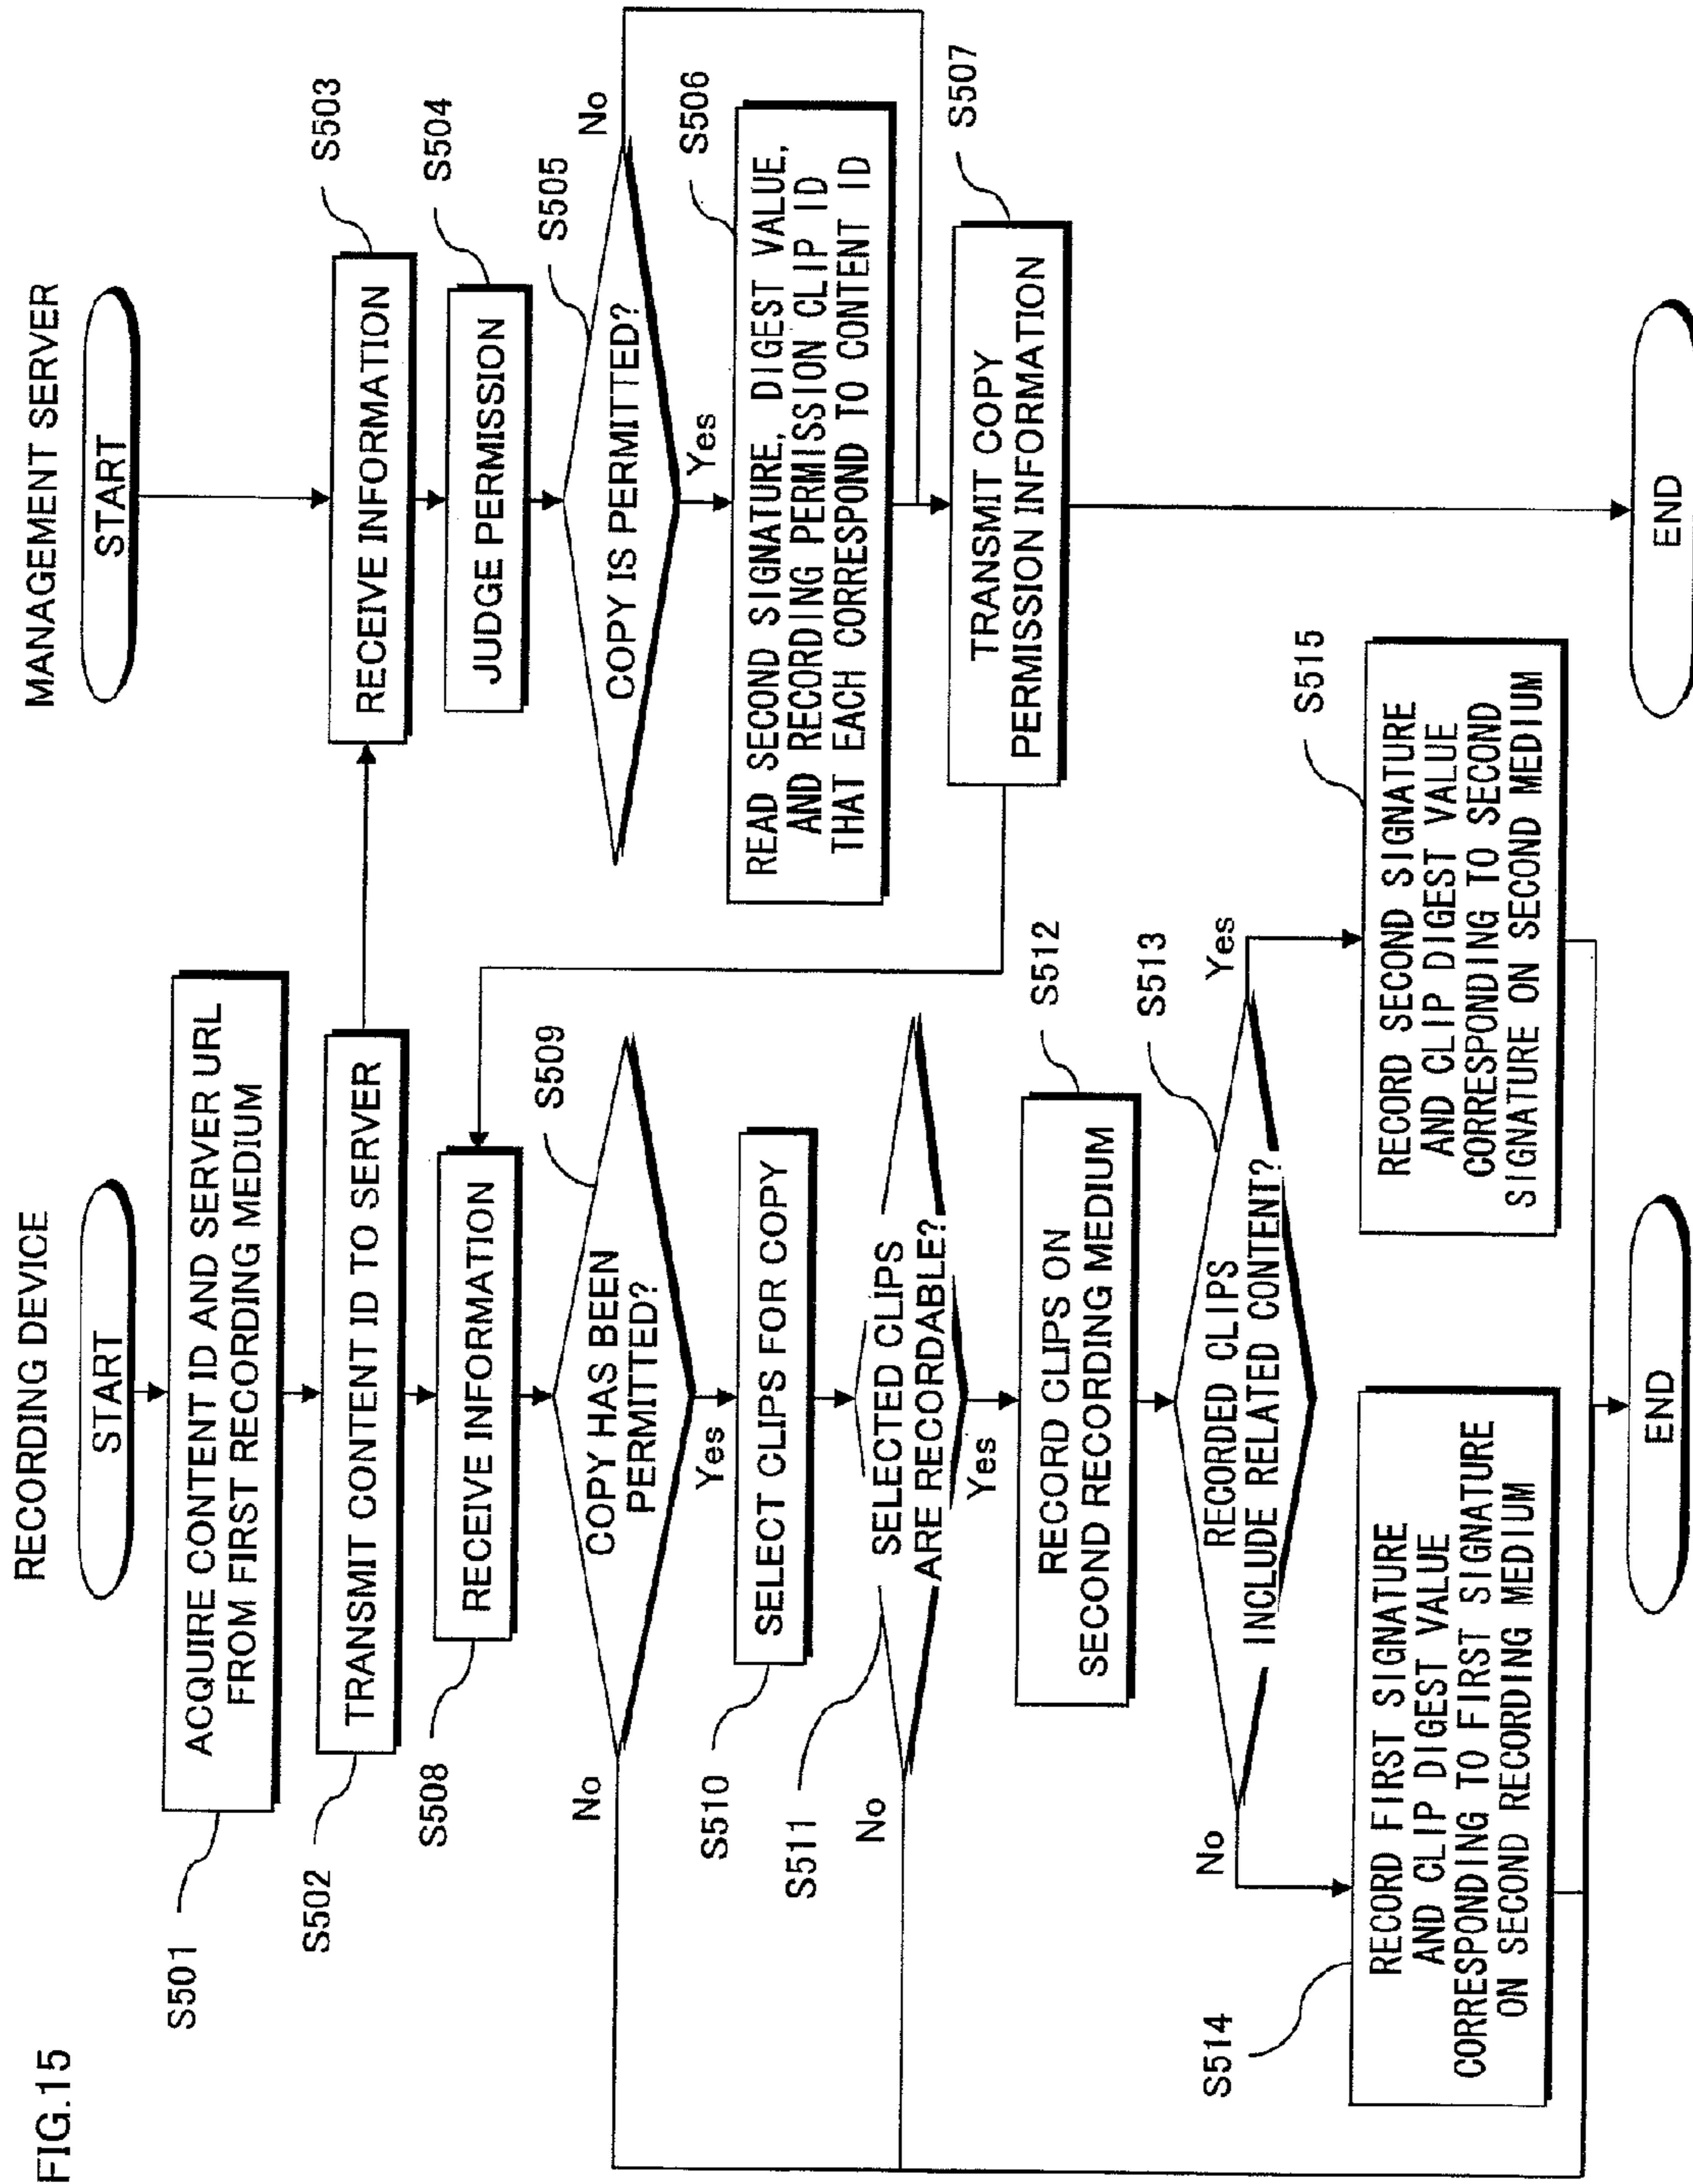 FIG.15
RECORDING DEVICE
START
S501
ACQUIRE CONTENT ID AND SERVER URL
FROM FIRST RECORDING MEDIUM
S502
TRANSMIT CONTENT ID TO SERVER
S508
RECEIVE INFORMATION
S509
COPY HAS BEEN
PERMITTED?
No
Yes
S510
SELECT CLIPS FOR COPY
S511
SELECTED CLIPS
ARE RECORDABLE?
No
Yes
S512
RECORD CLIPS ON
SECOND RECORDING MEDIUM
S513
RECORDED CLIPS
INCLUDE RELATED CONTENT?
No
Yes
S514
RECORD FIRST SIGNATURE
AND CLIP DIGEST VALUE
CORRESPONDING TO FIRST SIGNATURE
ON SECOND RECORDING MEDIUM
S515
RECORD SECOND SIGNATURE
AND CLIP DIGEST VALUE
CORRESPONDING TO SECOND
SIGNATURE ON SECOND MEDIUM
END
MANAGEMENT SERVER
START
S503
RECEIVE INFORMATION
S504
JUDGE PERMISSION
S505
COPY IS PERMITTED?
No
Yes
S506
READ SECOND SIGNATURE, DIGEST VALUE,
AND RECORDING PERMISSION CLIP ID
THAT EACH CORRESPOND TO CONTENT ID
S507
TRANSMIT COPY
PERMISSION INFORMATION
END